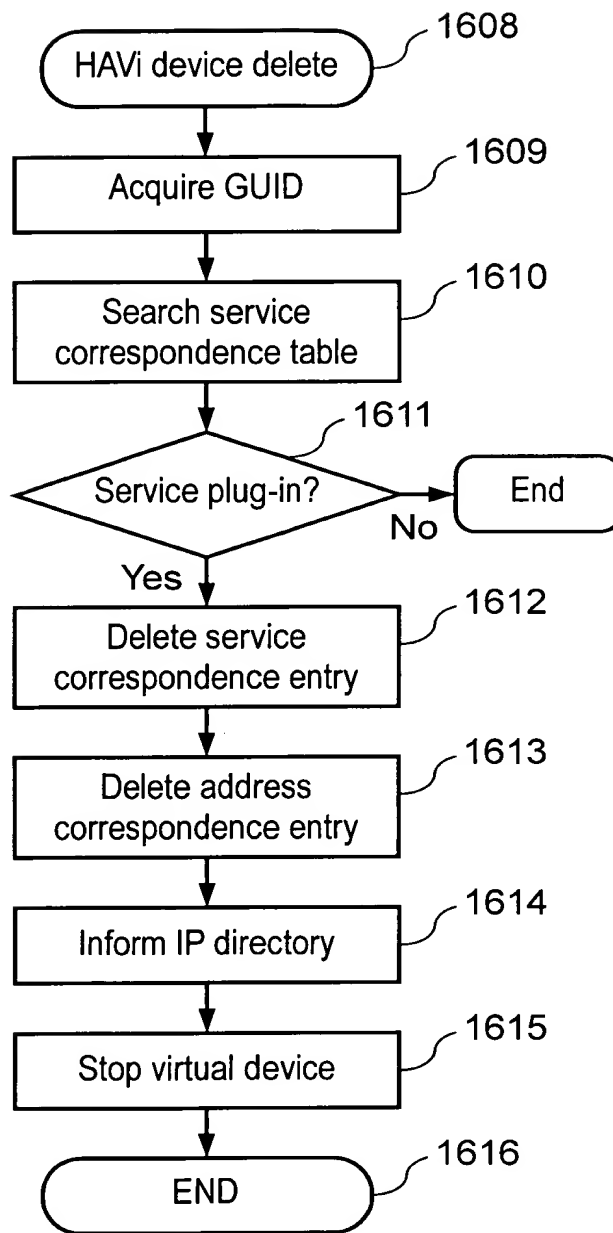 1608
HAVi device delete
1609
Acquire GUID
1610
Search service
correspondence table
1611
Service plug-in?
End
No
Yes
1612
Delete service
correspondence entry
1613
Delete address
correspondence entry
1614
Inform IP directory
1615
Stop virtual device
1616
END